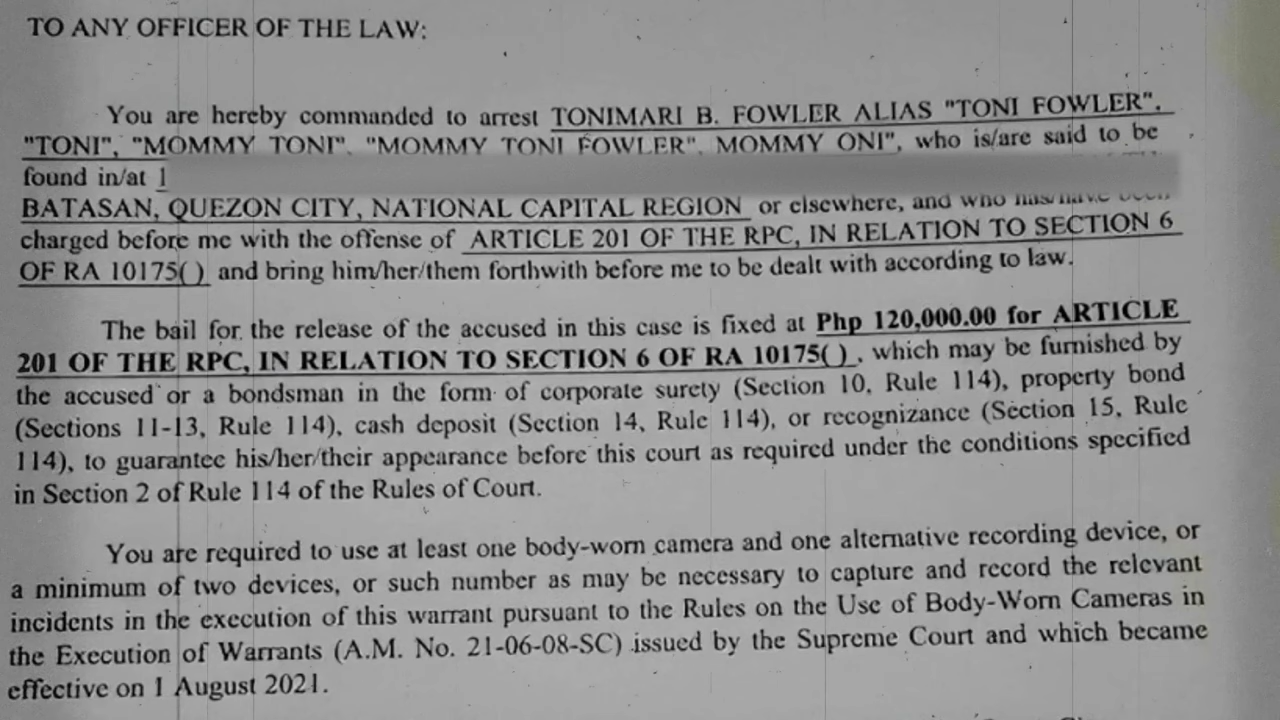 TO ANY OFFICER OF THE LAW:
You are hereby commanded to arrest TONIMARI B. FOWLER ALIAS "TONI FOWLER",
"TONI", "MOMMY TONI", "MOMMY TONI FOWLER", MOMMY ONI", who is/are said to be
found in/at 1
BATASAN, QUEZON CITY, NATIONAL CAPITAL REGION or elsewhere, and who has/have been
charged before me with the offense of ARTICLE 201 OF THE RPC, IN RELATION TO SECTION 6
OF RA 10175( ) and bring him/her/them forthwith before me to be dealt with according to law.
The bail for the release of the accused in this case is fixed at Php 120,000.00 for ARTICLE
201 OF THE RPC, IN RELATION TO SECTION 6 OF RA 10175( ), which may be furnished by
the accused or a bondsman in the form of corporate surety (Section 10, Rule 114), property bond
(Sections 11-13, Rule 114), cash deposit (Section 14, Rule 114), or recognizance (Section 15, Rule
114), to guarantee his/her/their appearance before this court as required under the conditions specified
in Section 2 of Rule 114 of the Rules of Court.
You are required to use at least one body-worn camera and one alternative recording device, or
a minimum of two devices, or such number as may be necessary to capture and record the relevant
incidents in the execution of this warrant pursuant to the Rules on the Use of Body-Worn Cameras in
the Execution of Warrants (A.M. No. 21-06-08-SC) issued by the Supreme Court and which became
effective on 1 August 2021.